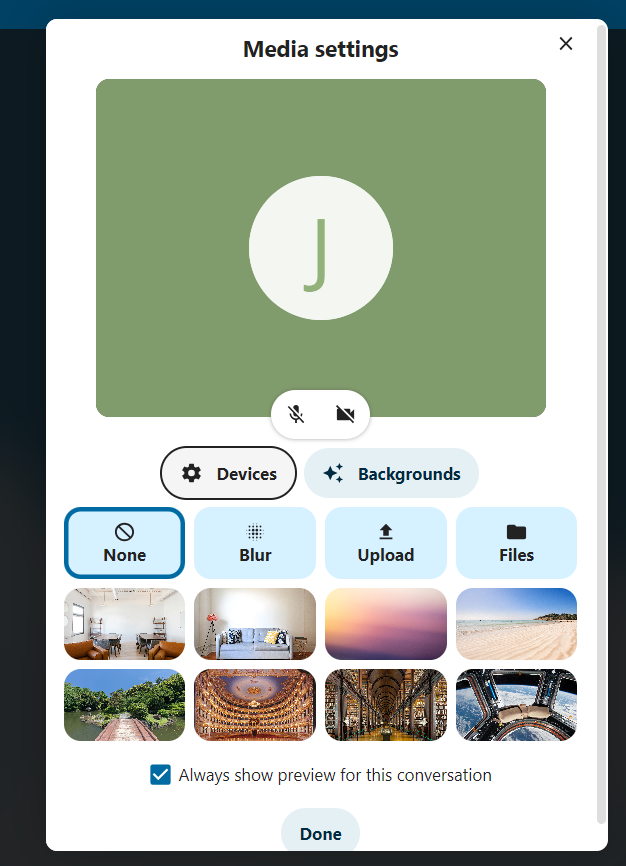 Media settings
J
Devices
Backgrounds
None
Blur
Upload
Files
Always show preview for this conversation
Done